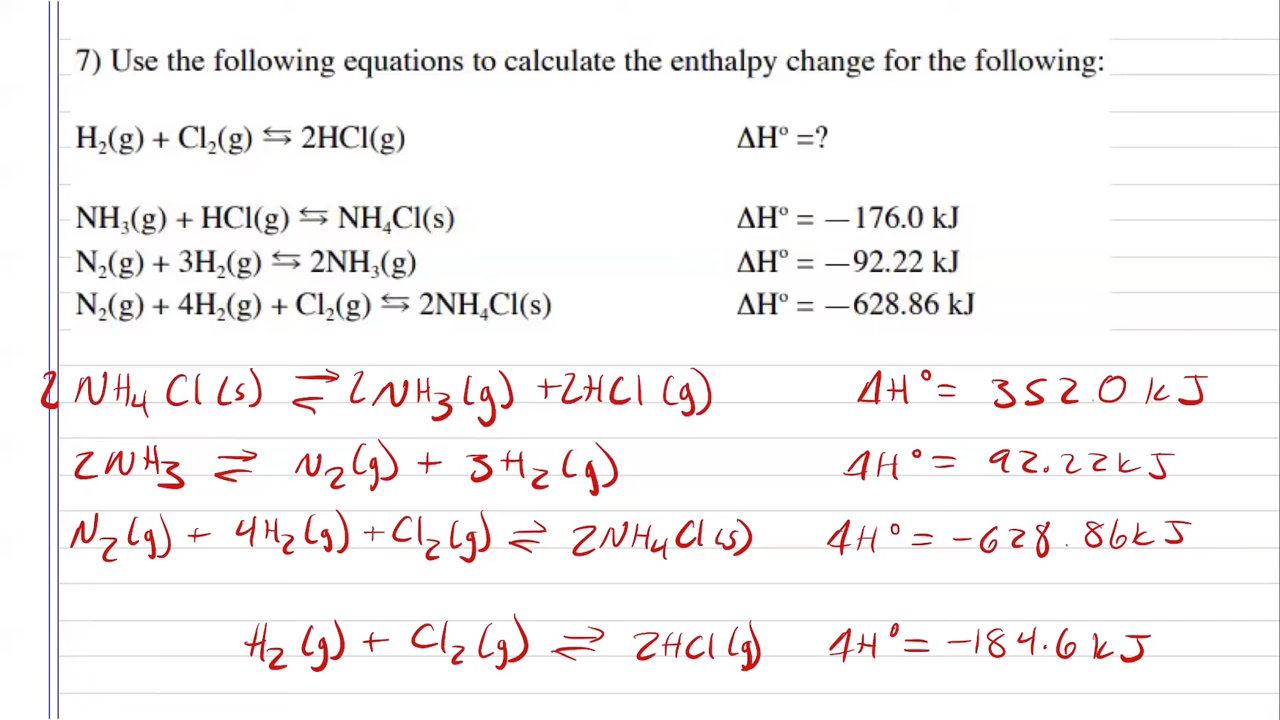 7) Use the following equations to calculate the enthalpy change for the following:
H₂(g) + Cl₂(g) ⇆ 2HCl(g) ΔH° =?
NH₃(g) + HCl(g) ⇆ NH₄Cl(s) ΔH° = —176.0 kJ
N₂(g) + 3H₂(g) ⇆ 2NH₃(g) ΔH° = —92.22 kJ
N₂(g) + 4H₂(g) + Cl₂(g) ⇆ 2NH₄Cl(s) ΔH° = —628.86 kJ
2NH₄Cl(s) ⇌ 2NH₃(g) + 2HCl(g) ΔH° = 352.0 kJ
2NH₃ ⇌ N₂(g) + 3H₂(g) ΔH° = 92.22 kJ
N₂(g) + 4H₂(g) + Cl₂(g) ⇌ 2NH₄Cl(s) ΔH° = -628.86 kJ
H₂(g) + Cl₂(g) ⇌ 2HCl(g) ΔH° = -184.6 kJ